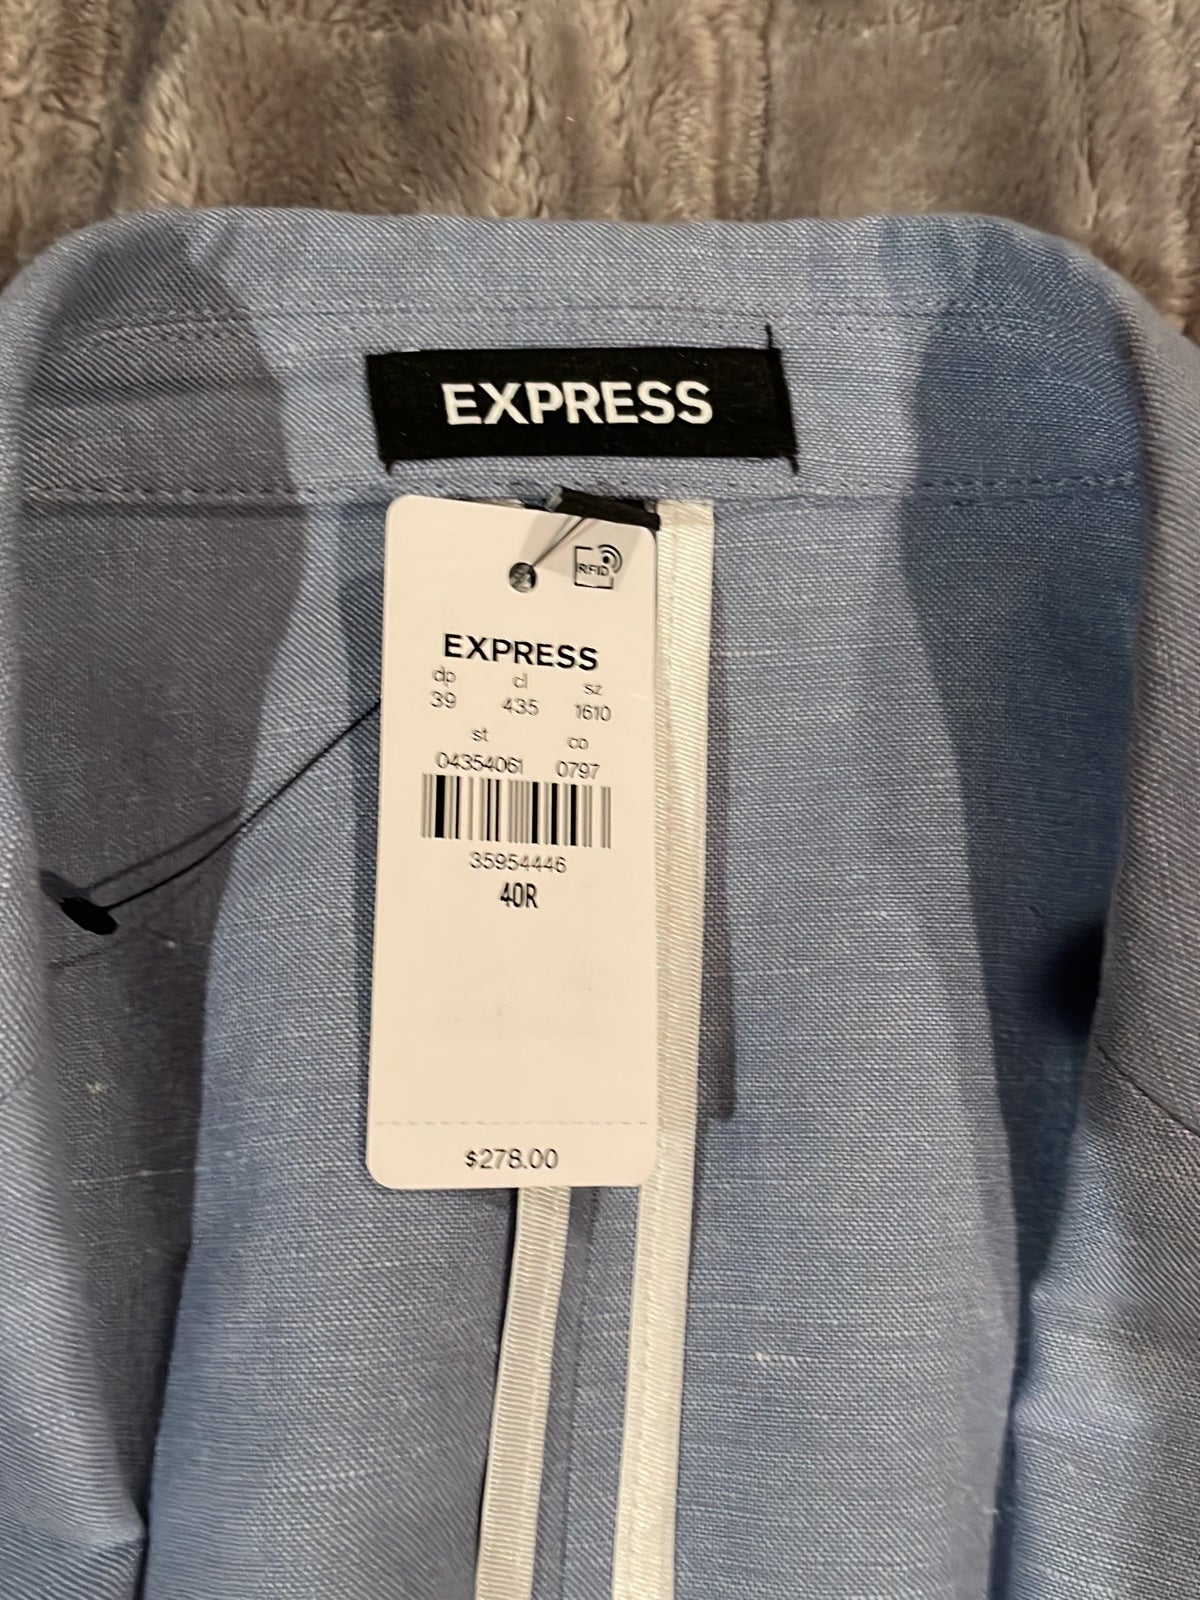 EXPRESS
RFID
EXPRESS
dp cl sz
39 435 1610
st co
04354061 0797
35954446
40R
$278.00